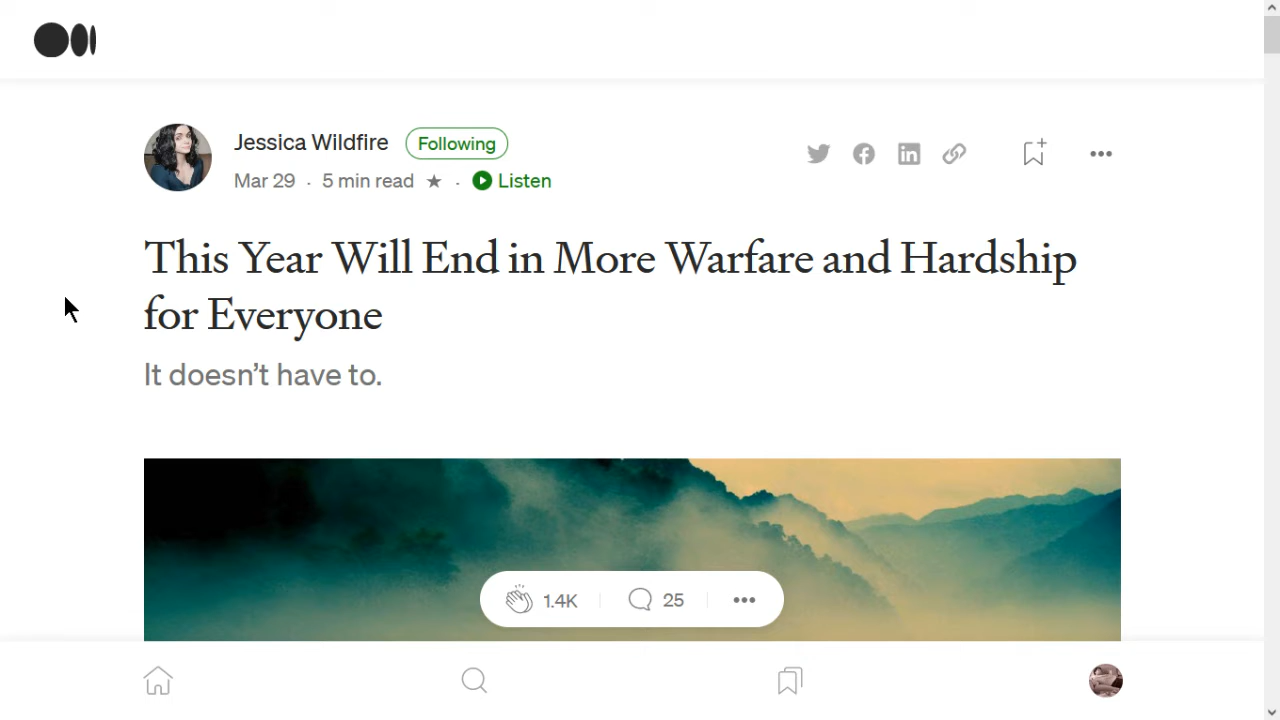 Jessica Wildfire Following
Mar 29 · 5 min read ★ · Listen
This Year Will End in More Warfare and Hardship
for Everyone
It doesn’t have to.
1.4K 25